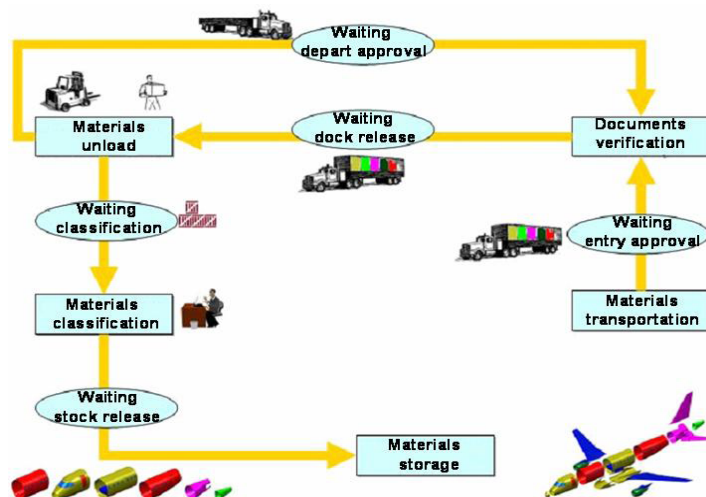 Waiting
depart approval
Materials
unload
Waiting
dock release
Documents
verification
Waiting
classification
Waiting
entry approval
Materials
classification
Materials
transportation
Waiting
stock release
Materials
storage